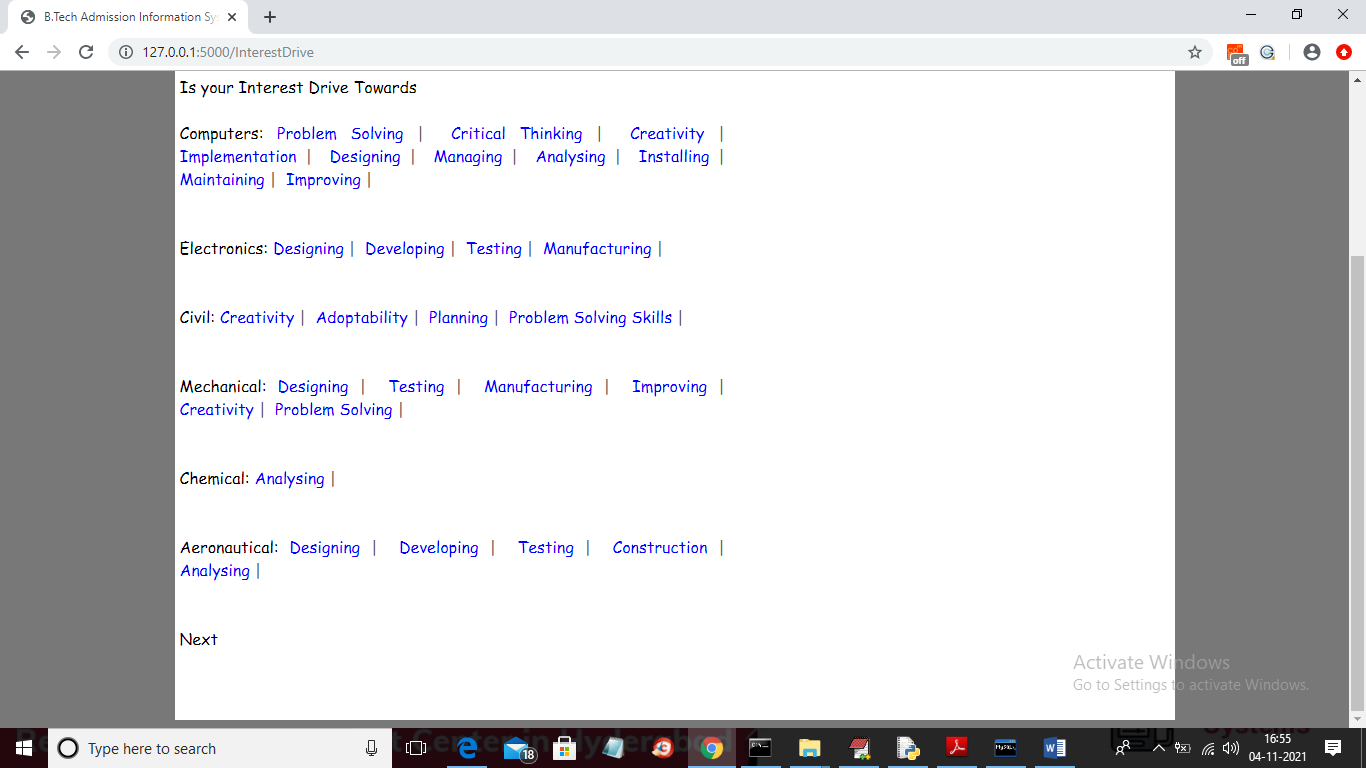 B.Tech Admission Information Sy
127.0.0.1:5000/InterestDrive
off
Is your Interest Drive Towards
Computers: Problem Solving | Critical Thinking | Creativity |
Implementation | Designing | Managing | Analysing | Installing |
Maintaining | Improving |
Electronics: Designing | Developing | Testing | Manufacturing |
Civil: Creativity | Adoptability | Planning | Problem Solving Skills |
Mechanical: Designing | Testing | Manufacturing | Improving |
Creativity | Problem Solving |
Chemical: Analysing |
Aeronautical: Designing | Developing | Testing | Construction |
Analysing |
Next
Activate Windows
Go to Settings to activate Windows.
Type here to search
18
16:55
04-11-2021